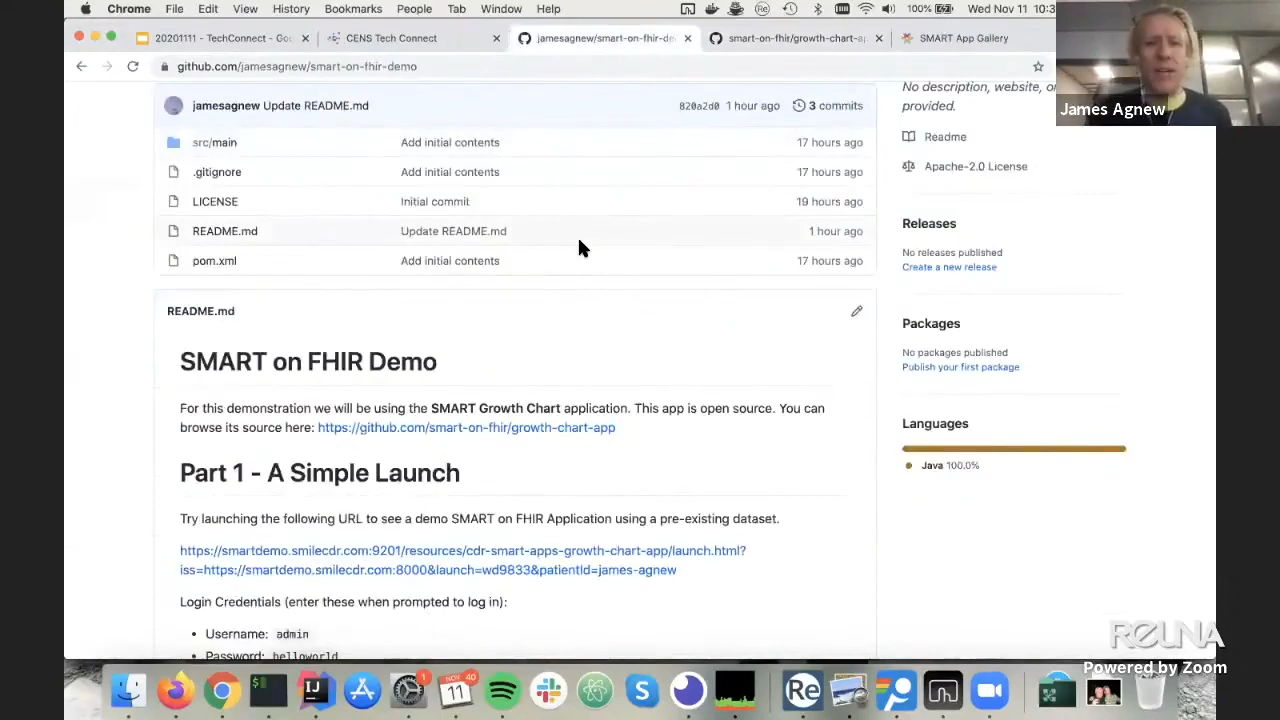 Chrome File Edit View History Bookmarks People Tab Window Help 100% Wed Nov 11 10:3
20201111 - TechConnect - Goo CENS Tech Connect jamesagnew/smart-on-fhir-de smart-on-fhir/growth-chart-ap SMART App Gallery
github.com/jamesagnew/smart-on-fhir-demo
James Agnew
No description, website, or
provided.
jamesagnew Update README.md 820a2d0 1 hour ago 3 commits
src/main Add initial contents 17 hours ago
.gitignore Add initial contents 17 hours ago
LICENSE Initial commit 19 hours ago
README.md Update README.md 1 hour ago
pom.xml Add initial contents 17 hours ago
Readme
Apache-2.0 License
Releases
No releases published
Create a new release
Packages
No packages published
Publish your first package
Languages
Java 100.0%
README.md
SMART on FHIR Demo
For this demonstration we will be using the SMART Growth Chart application. This app is open source. You can
browse its source here: https://github.com/smart-on-fhir/growth-chart-app
Part 1 - A Simple Launch
Try launching the following URL to see a demo SMART on FHIR Application using a pre-existing dataset.
https://smartdemo.smilecdr.com:9201/resources/cdr-smart-apps-growth-chart-app/launch.html?
iss=https://smartdemo.smilecdr.com:8000&launch=wd9833&patientId=james-agnew
Login Credentials (enter these when prompted to log in):
Username: admin
Password: helloworld
RELINA
Powered by Zoom
NOV 40
11
1
Re